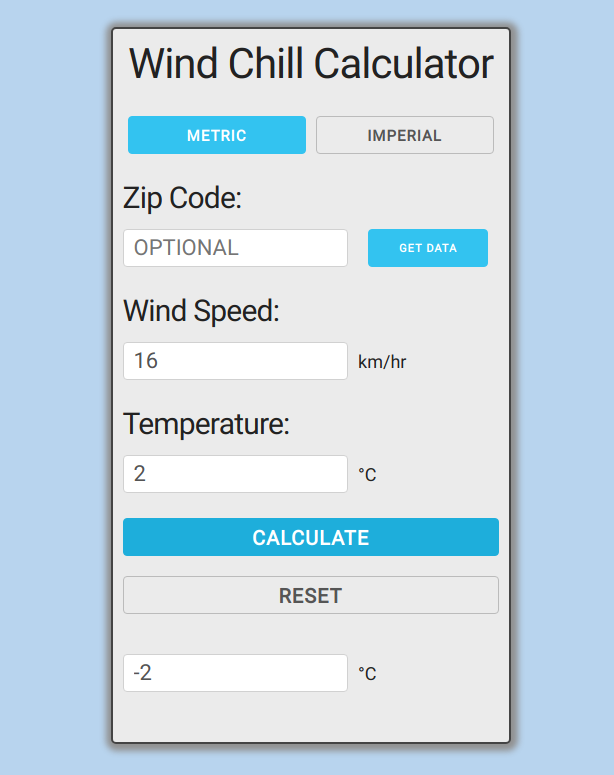 Wind Chill Calculator
METRIC IMPERIAL
Zip Code:
OPTIONAL GET DATA
Wind Speed:
16 km/hr
Temperature:
2 °C
CALCULATE
RESET
-2 °C